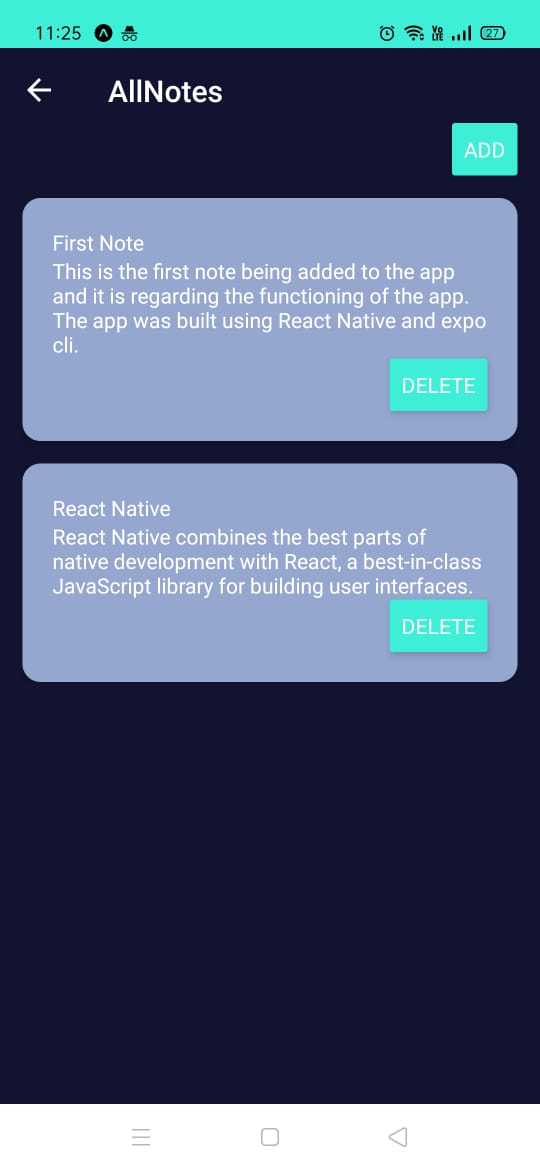 11:25 VO LTE 27
AllNotes
ADD
First Note
This is the first note being added to the app
and it is regarding the functioning of the app.
The app was built using React Native and expo
cli.
DELETE
React Native
React Native combines the best parts of
native development with React, a best-in-class
JavaScript library for building user interfaces.
DELETE